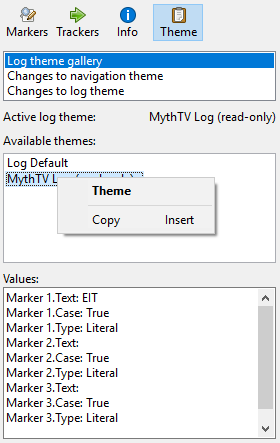 Markers Trackers Info Theme
Log theme gallery
Changes to navigation theme
Changes to log theme
Active log theme: MythTV Log (read-only)
Available themes:
Log Default
MythTV L
Theme
Copy Insert
Values:
Marker 1.Text: EIT
Marker 1.Case: True
Marker 1.Type: Literal
Marker 2.Text:
Marker 2.Case: True
Marker 2.Type: Literal
Marker 3.Text:
Marker 3.Case: True
Marker 3.Type: Literal